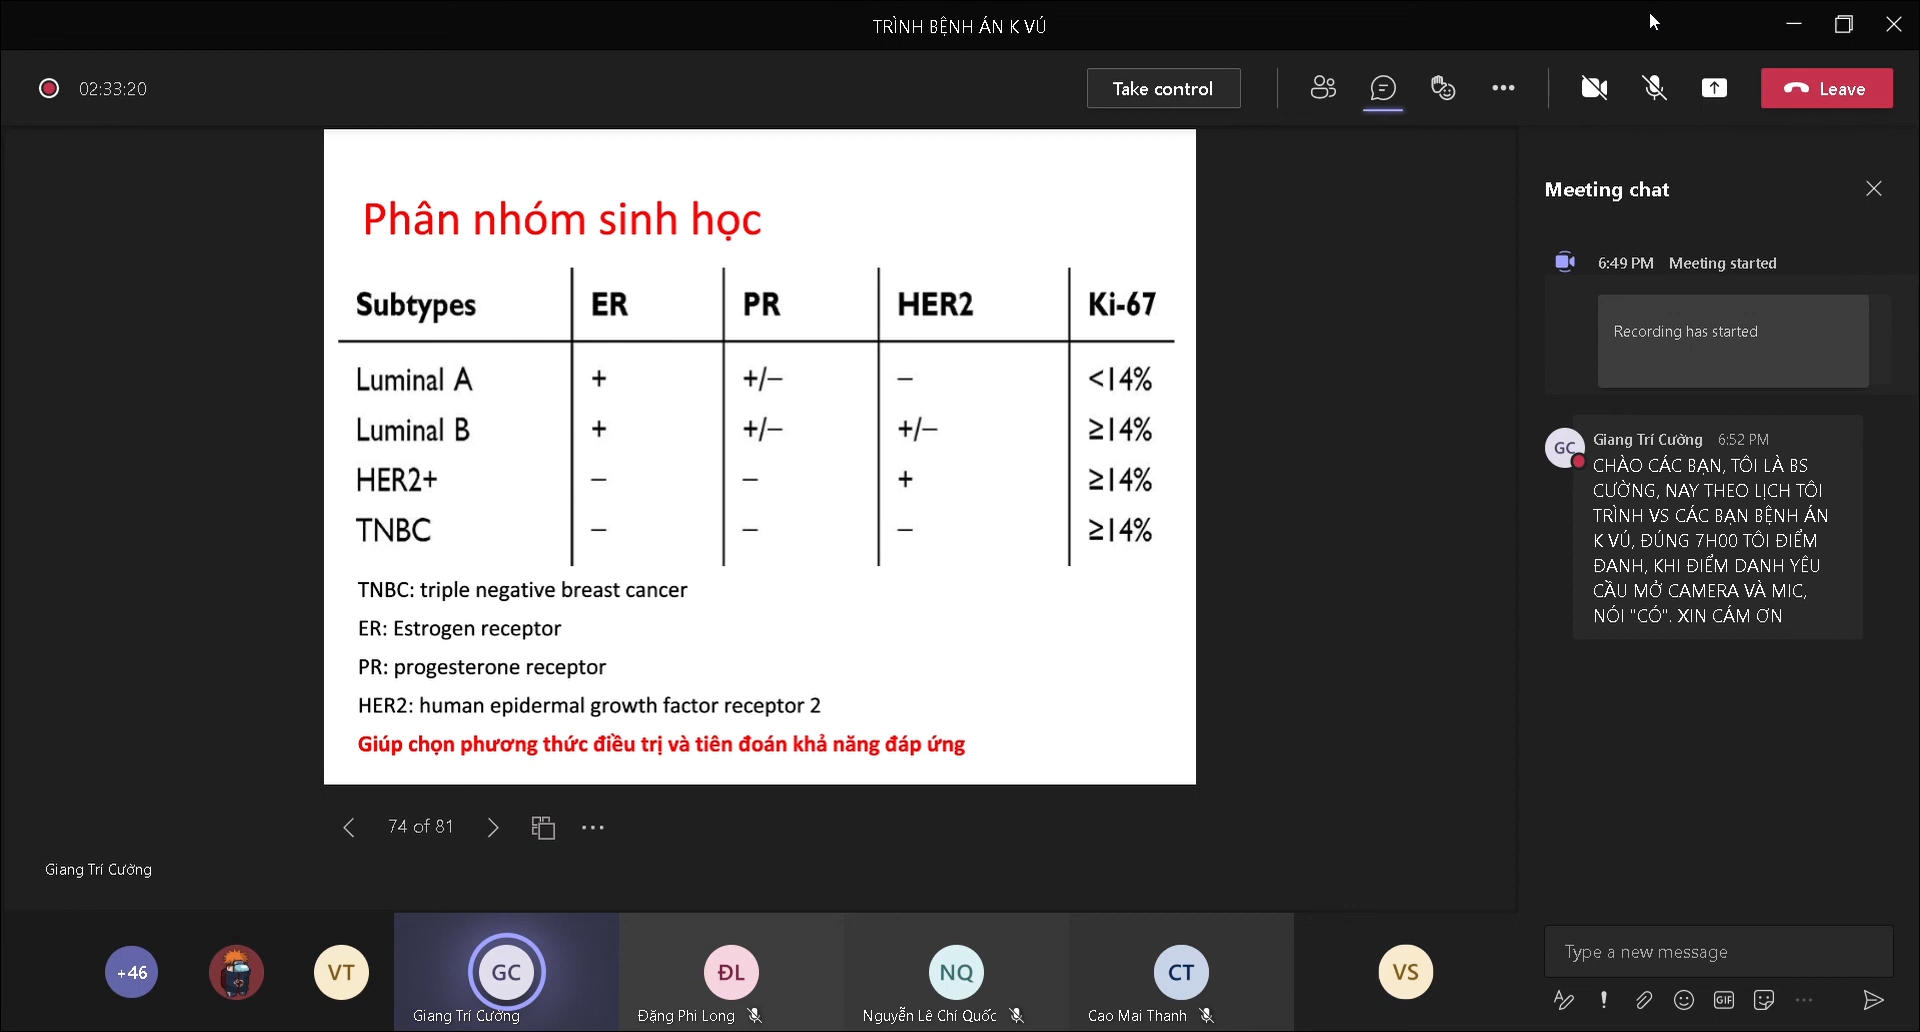 TRÌNH BỆNH ÁN K VÚ
02:33:20
Take control
Leave
Phân nhóm sinh học
Subtypes ER PR HER2 Ki-67
Luminal A + +/– – <14%
Luminal B + +/– +/– ≥14%
HER2+ – – + ≥14%
TNBC – – – ≥14%
TNBC: triple negative breast cancer
ER: Estrogen receptor
PR: progesterone receptor
HER2: human epidermal growth factor receptor 2
Giúp chọn phương thức điều trị và tiên đoán khả năng đáp ứng
74 of 81
Giang Trí Cường
Meeting chat
6:49 PM Meeting started
Recording has started
GC
Giang Trí Cường 6:52 PM
CHÀO CÁC BẠN, TÔI LÀ BS
CƯỜNG, NAY THEO LỊCH TÔI
TRÌNH VS CÁC BẠN BỆNH ÁN
K VÚ, ĐÚNG 7H00 TÔI ĐIỂM
ĐANH, KHI ĐIỂM DANH YÊU
CẦU MỞ CAMERA VÀ MIC,
NÓI "CÓ". XIN CÁM ƠN
+46
VT
GC
Giang Trí Cường
ĐL
Đặng Phi Long
NQ
Nguyễn Lê Chí Quốc
CT
Cao Mai Thanh
VS
Type a new message
GIF